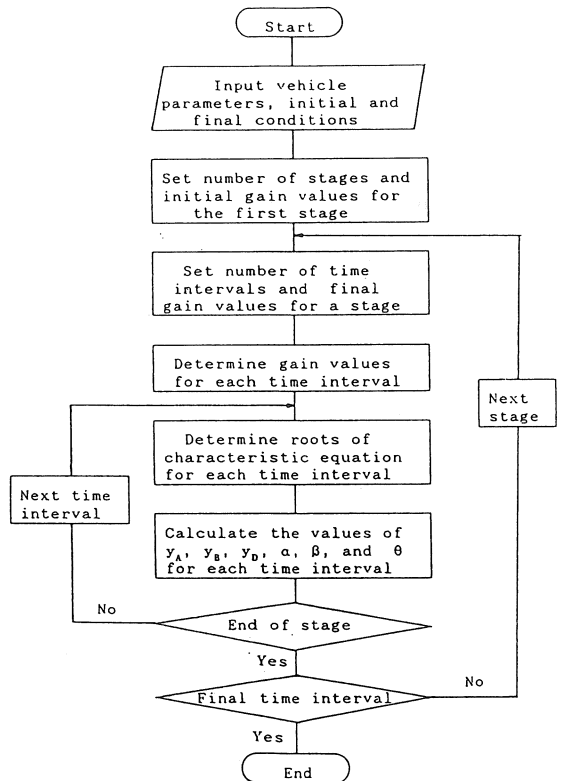 Start
Input vehicle
parameters, initial and
final conditions
Set number of stages and
initial gain values for
the first stage
Set number of time
intervals and final
gain values for a stage
Determine gain values
for each time interval
Next
stage
Determine roots of
characteristic equation
for each time interval
Next time
interval
Calculate the values of
y_A, y_B, y_D, α, β, and θ
for each time interval
No
End of stage
Yes
Final time interval
No
Yes
End